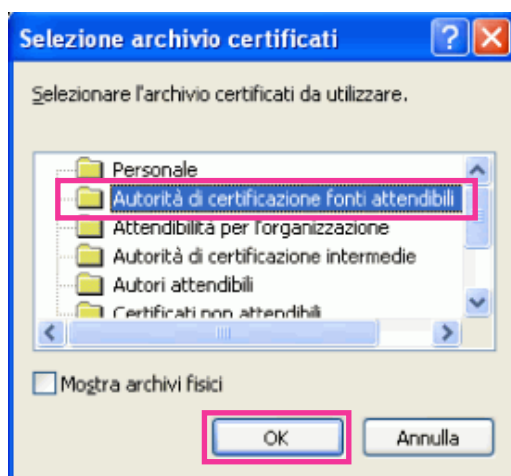 Selezione archivio certificati
Selezionare l'archivio certificati da utilizzare.
Personale
Autorità di certificazione fonti attendibili
Attendibilità per l'organizzazione
Autorità di certificazione intermedie
Autori attendibili
Certificati non attendibili
Mostra archivi fisici
OK Annulla